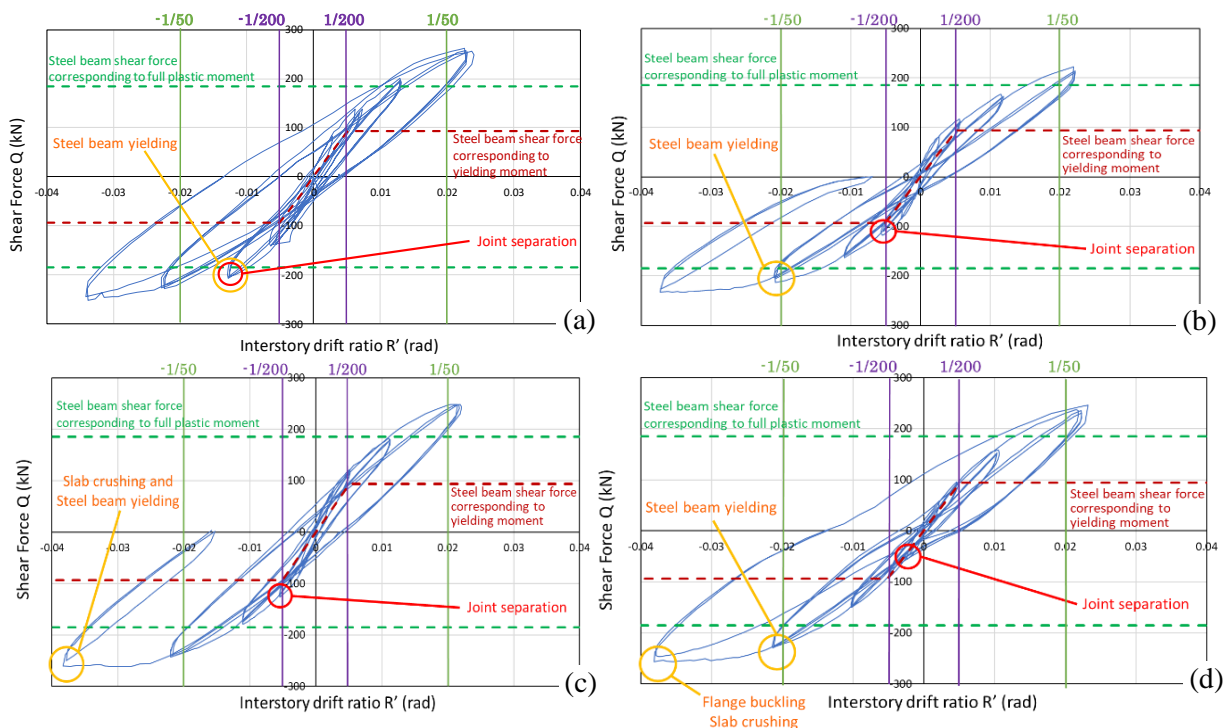 -1/50 -1/200 1/200 1/50
300
200
100
0
-100
-200
-300
-0.04 -0.03 -0.02 -0.01 0 0.01 0.02 0.03 0.04
Shear Force Q (kN)
Steel beam shear force
corresponding to full plastic moment
Steel beam yielding
Steel beam shear force
corresponding to
yielding moment
Joint separation
Interstory drift ratio R’ (rad)
(a)
-1/50 -1/200 1/200 1/50
300
200
100
0
-100
-200
-300
-0.04 -0.03 -0.02 -0.01 0 0.01 0.02 0.03 0.04
Shear Force Q (kN)
Steel beam shear force
corresponding to full plastic moment
Steel beam yielding
Steel beam shear force
corresponding to
yielding moment
Joint separation
Interstory drift ratio R’ (rad)
(b)
-1/50 -1/200 1/200 1/50
300
200
100
0
-100
-200
-300
-0.04 -0.03 -0.02 -0.01 0 0.01 0.02 0.03 0.04
Shear Force Q (kN)
Steel beam shear force
corresponding to full plastic moment
Slab crushing and
Steel beam yielding
Steel beam shear force
corresponding to
yielding moment
Joint separation
Interstory drift ratio R’ (rad)
(c)
-1/50 -1/200 1/200 1/50
300
200
100
0
-100
-200
-300
-0.04 -0.03 -0.02 -0.01 0 0.01 0.02 0.03 0.04
Shear Force Q (kN)
Steel beam shear force
corresponding to full plastic moment
Steel beam yielding
Steel beam shear force
corresponding to
yielding moment
Joint separation
Interstory drift ratio R’ (rad)
Flange buckling
Slab crushing
(d)